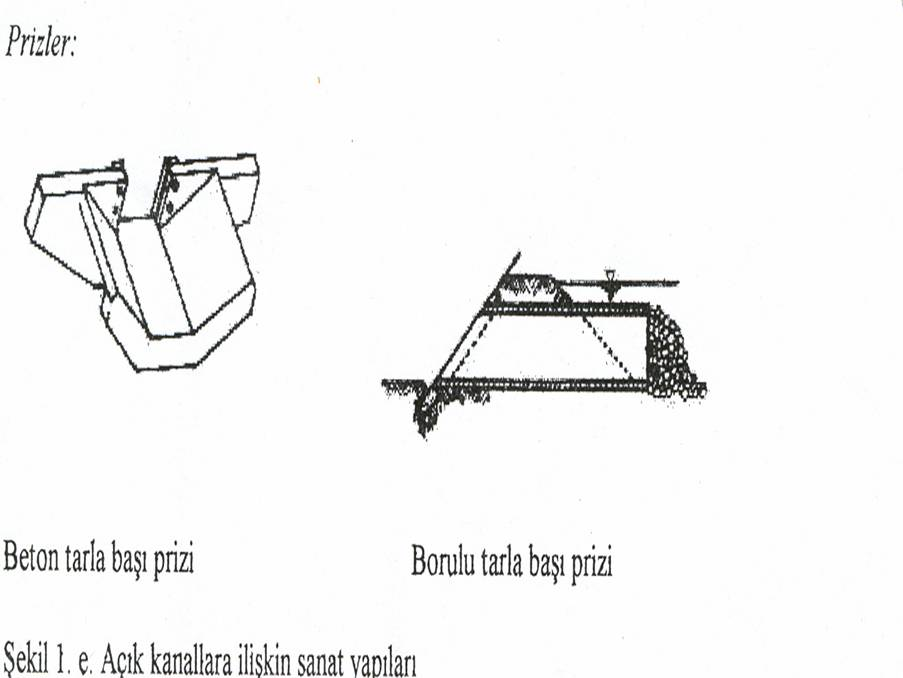 Prizler:
Beton tarla başı prizi
Borulu tarla başı prizi
Şekil 1. e. Açık kanallara ilişkin sanat yapıları